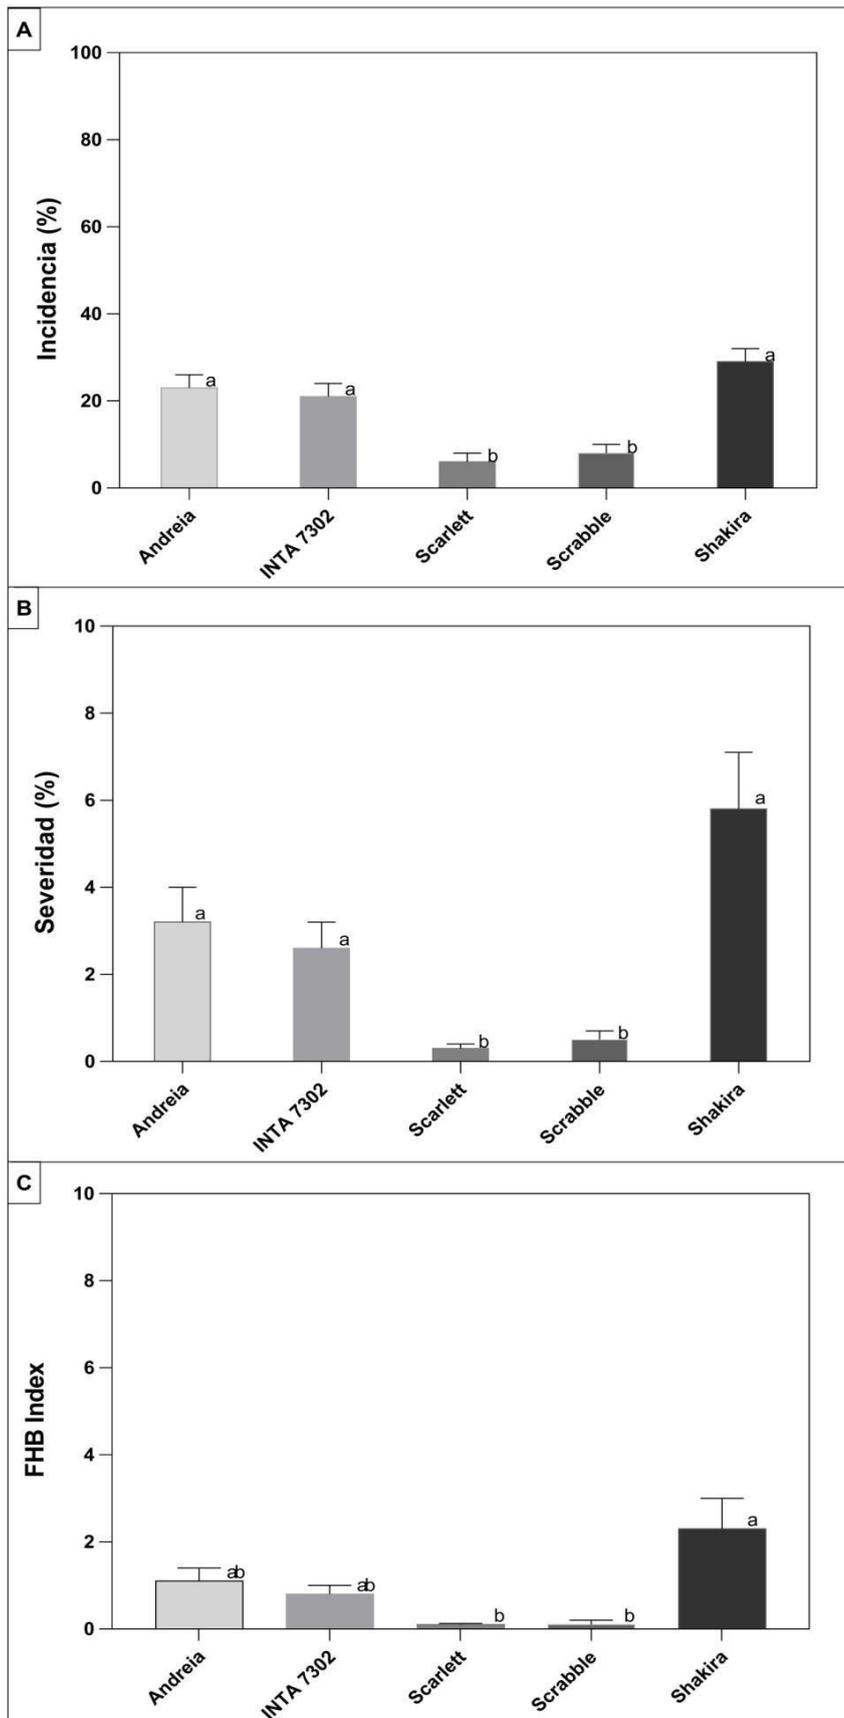 A
100
80
60
40
20
0
Incidencia (%)
a
a
b
b
a
Andreia
INTA 7302
Scarlett
Scrabble
Shakira
B
10
8
6
4
2
0
Severidad (%)
a
a
b
b
a
Andreia
INTA 7302
Scarlett
Scrabble
Shakira
C
10
8
6
4
2
0
FHB Index
ab
ab
b
b
a
Andreia
INTA 7302
Scarlett
Scrabble
Shakira